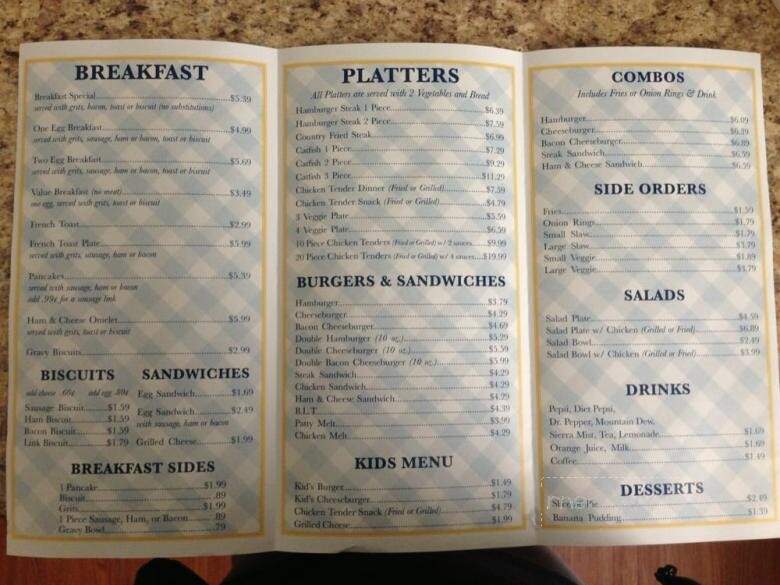 BREAKFAST
Breakfast Special $5.39
served with grits, bacon, toast or biscuit (no substitutions)
One Egg Breakfast $4.99
served with grits, sausage, ham or bacon, toast or biscuit
Two Egg Breakfast $5.69
served with grits, sausage, ham or bacon, toast or biscuit
Value Breakfast (no meat) $3.49
one egg, served with grits, toast or biscuit
French Toast $2.99
French Toast Plate $5.99
served with grits, sausage, ham or bacon
Pancakes $5.39
served with sausage, ham or bacon
add .99¢ for a sausage link
Ham & Cheese Omelet $5.99
served with grits, toast or biscuit
Gravy Biscuits $2.99
BISCUITS
add cheese .60¢ add egg .80¢
Sausage Biscuit $1.59
Ham Biscuit $1.59
Bacon Biscuit $1.59
Link Biscuit $1.79
SANDWICHES
Egg Sandwich $1.69
Egg Sandwich $2.49
with sausage, ham or bacon
Grilled Cheese $1.99
BREAKFAST SIDES
1 Pancake $1.99
Biscuit .89
Grits $1.99
1 Piece Sausage, Ham, or Bacon .89
Gravy Bowl .79
PLATTERS
All Platters are served with 2 Vegetables and Bread
Hamburger Steak 1 Piece $6.39
Hamburger Steak 2 Piece $7.59
Country Fried Steak $6.99
Catfish 1 Piece $7.29
Catfish 2 Piece $9.29
Catfish 3 Piece $11.29
Chicken Tender Dinner (Fried or Grilled) $7.59
Chicken Tender Snack (Fried or Grilled) $4.79
3 Veggie Plate $5.59
4 Veggie Plate $6.59
10 Piece Chicken Tenders (Fried or Grilled) w/ 2 sauces $9.99
20 Piece Chicken Tenders (Fried or Grilled) w/ 4 sauces $19.99
BURGERS & SANDWICHES
Hamburger $3.79
Cheeseburger $4.29
Bacon Cheeseburger $4.69
Double Hamburger (10 oz.) $5.29
Double Cheeseburger (10 oz.) $5.59
Double Bacon Cheeseburger (10 oz.) $5.99
Steak Sandwich $4.29
Chicken Sandwich $4.29
Ham & Cheese Sandwich $4.29
B.L.T $4.39
Patty Melt $3.99
Chicken Melt $4.29
KIDS MENU
Kid's Burger $1.49
Kid's Cheeseburger $1.79
Chicken Tender Snack (Fried or Grilled) $4.79
Grilled Cheese $1.99
COMBOS
Includes Fries or Onion Rings & Drink
Hamburger $6.09
Cheeseburger $6.39
Bacon Cheeseburger $6.89
Steak Sandwich $6.59
Ham & Cheese Sandwich $6.59
SIDE ORDERS
Fries $1.59
Onion Rings $1.79
Small Slaw $1.79
Large Slaw $3.79
Small Veggie $1.89
Large Veggie $3.79
SALADS
Salad Plate $4.59
Salad Plate w/ Chicken (Grilled or Fried) $6.89
Salad Bowl $2.49
Salad Bowl w/ Chicken (Grilled or Fried) $3.99
DRINKS
Pepsi, Diet Pepsi,
Dr. Pepper, Mountain Dew,
Sierra Mist, Tea, Lemonade $1.69
Orange Juice, Milk $1.69
Coffee $1.49
DESSERTS
Pie $2.49
Banana Pudding $1.39